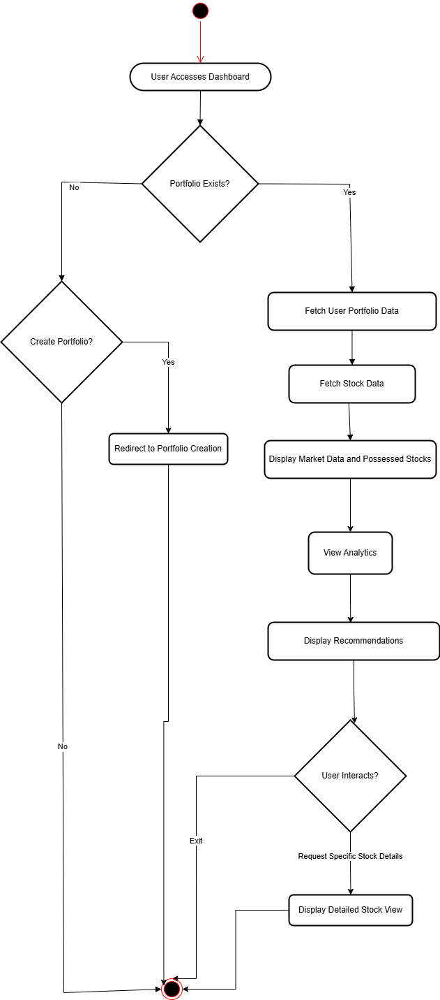 User Accesses Dashboard
Portfolio Exists?
No
Yes
Fetch User Portfolio Data
Create Portfolio?
Yes
Fetch Stock Data
Redirect to Portfolio Creation
Display Market Data and Possessed Stocks
View Analytics
Display Recommendations
No
User Interacts?
Exit
Request Specific Stock Details
Display Detailed Stock View